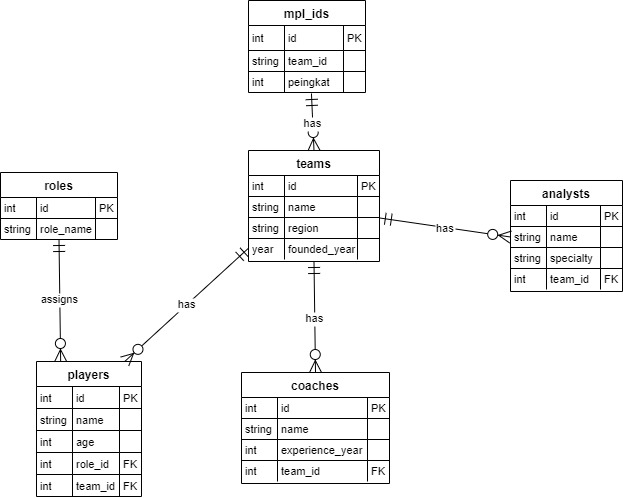 mpl_ids
int id PK
string team_id
int peingkat
has
teams
int id PK
string name
string region
year founded_year
roles
int id PK
string role_name
analysts
int id PK
string name
string specialty
int team_id FK
has
assigns
has
has
players
int id PK
string name
int age
int role_id FK
int team_id FK
coaches
int id PK
string name
int experience_year
int team_id FK